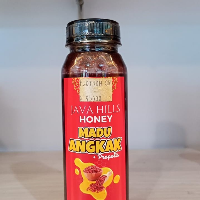 JAVA HILLS
HONEY
MADU
ANGKAK
+ Propolis